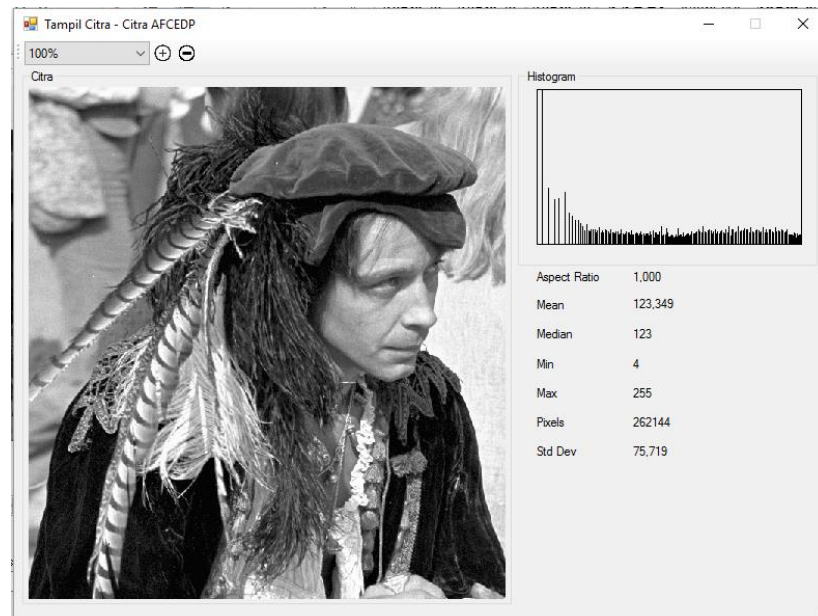 Tampil Citra - Citra AFCEDP
100%
Citra
Histogram
Aspect Ratio 1,000
Mean 123,349
Median 123
Min 4
Max 255
Pixels 262144
Std Dev 75,719